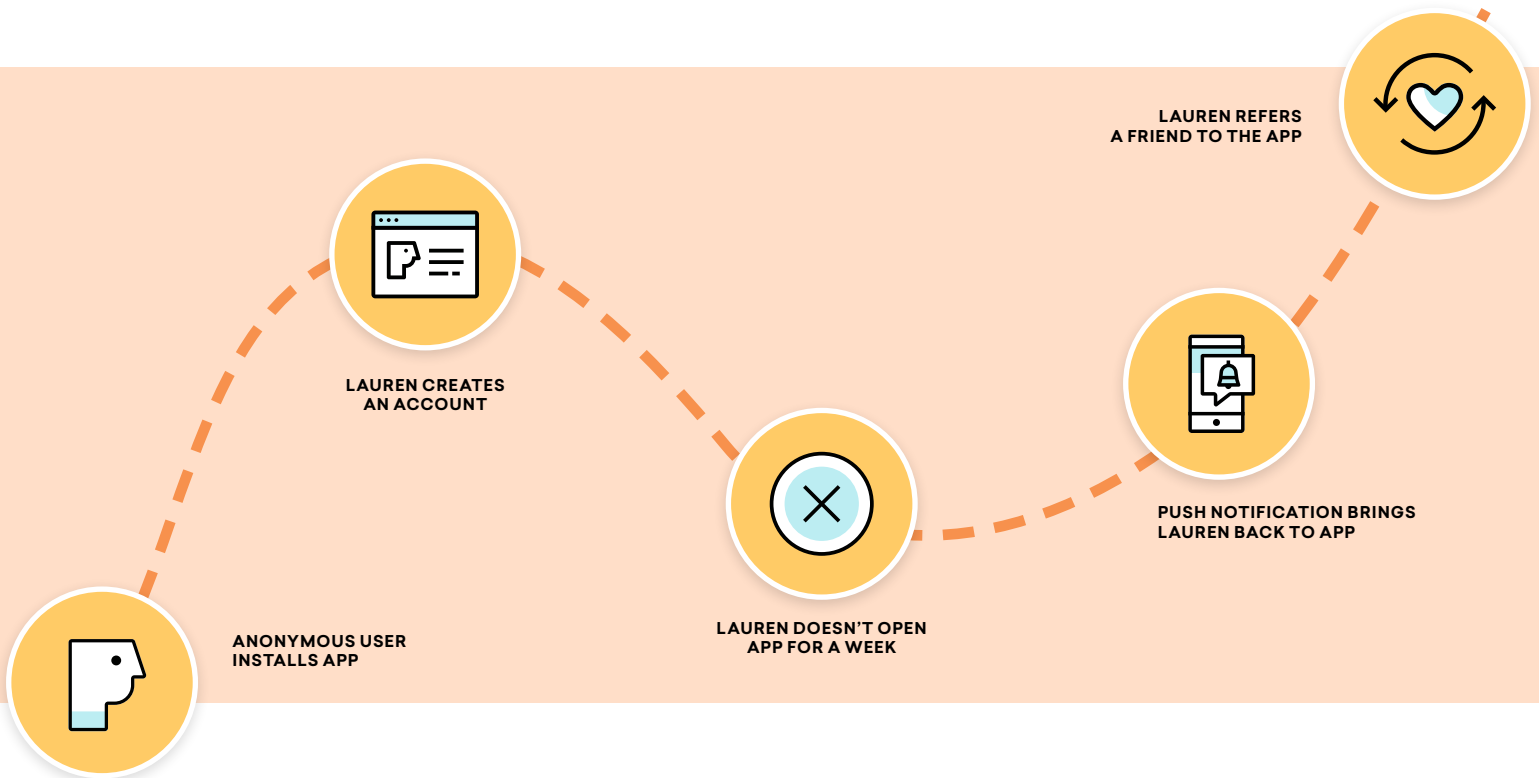 ANONYMOUS USER
INSTALLS APP
LAUREN CREATES
AN ACCOUNT
LAUREN DOESN’T OPEN
APP FOR A WEEK
PUSH NOTIFICATION BRINGS
LAUREN BACK TO APP
LAUREN REFERS
A FRIEND TO THE APP